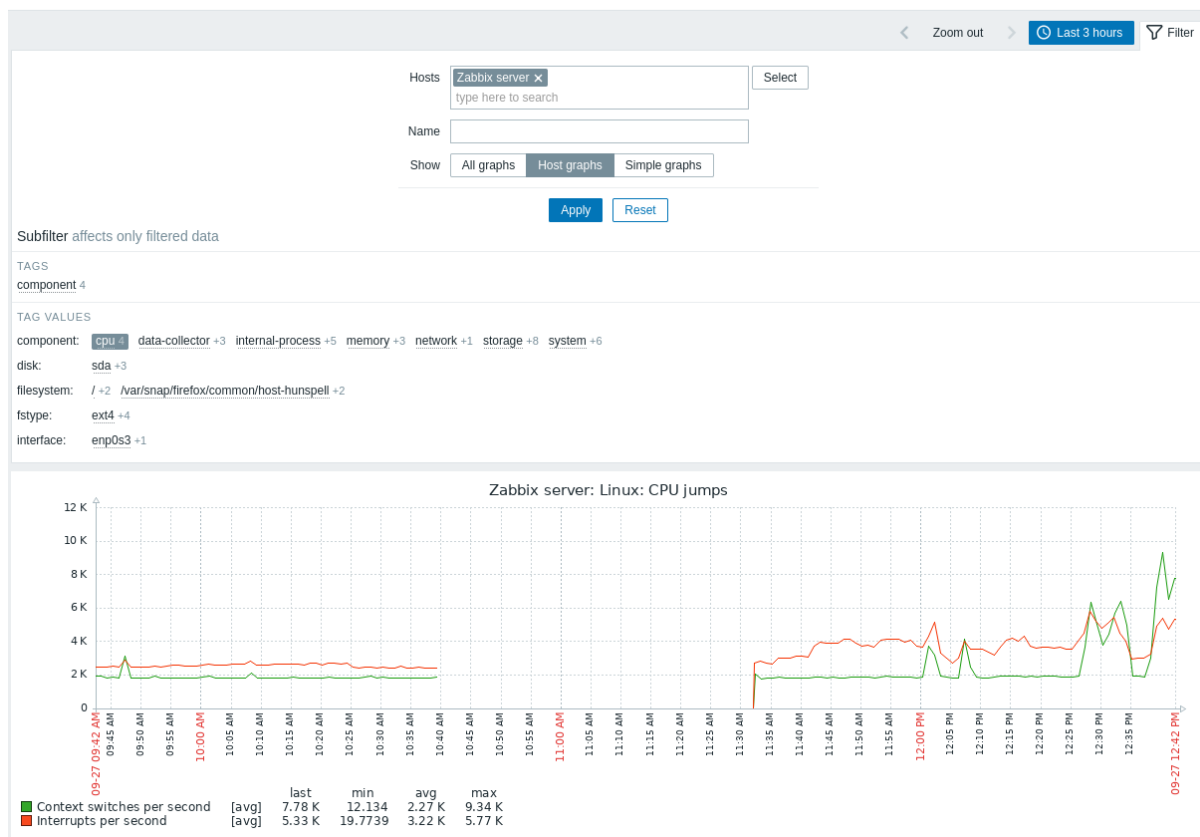 Zoom out Last 3 hours Filter
Hosts Zabbix server Select
type here to search
Name
Show All graphs Host graphs Simple graphs
Apply Reset
Subfilter affects only filtered data
TAGS
component 4
TAG VALUES
component: cpu 4 data-collector +3 internal-process +5 memory +3 network +1 storage +8 system +6
disk: sda +3
filesystem: / +2 /var/snap/firefox/common/host-hunspell +2
fstype: ext4 +4
interface: enp0s3 +1
Zabbix server: Linux: CPU jumps
12 K
10 K
8 K
6 K
4 K
2 K
0
09-27 09:42 AM 09:45 AM 09:50 AM 09:55 AM 10:00 AM 10:05 AM 10:10 AM 10:15 AM 10:20 AM 10:25 AM 10:30 AM 10:35 AM 10:40 AM 10:45 AM 10:50 AM 10:55 AM 11:00 AM 11:05 AM 11:10 AM 11:15 AM 11:20 AM 11:25 AM 11:30 AM 11:35 AM 11:40 AM 11:45 AM 11:50 AM 11:55 AM 12:00 PM 12:05 PM 12:10 PM 12:15 PM 12:20 PM 12:25 PM 12:30 PM 12:35 PM 09-27 12:42 PM
last min avg max
Context switches per second [avg] 7.78 K 12.134 2.27 K 9.34 K
Interrupts per second [avg] 5.33 K 19.7739 3.22 K 5.77 K